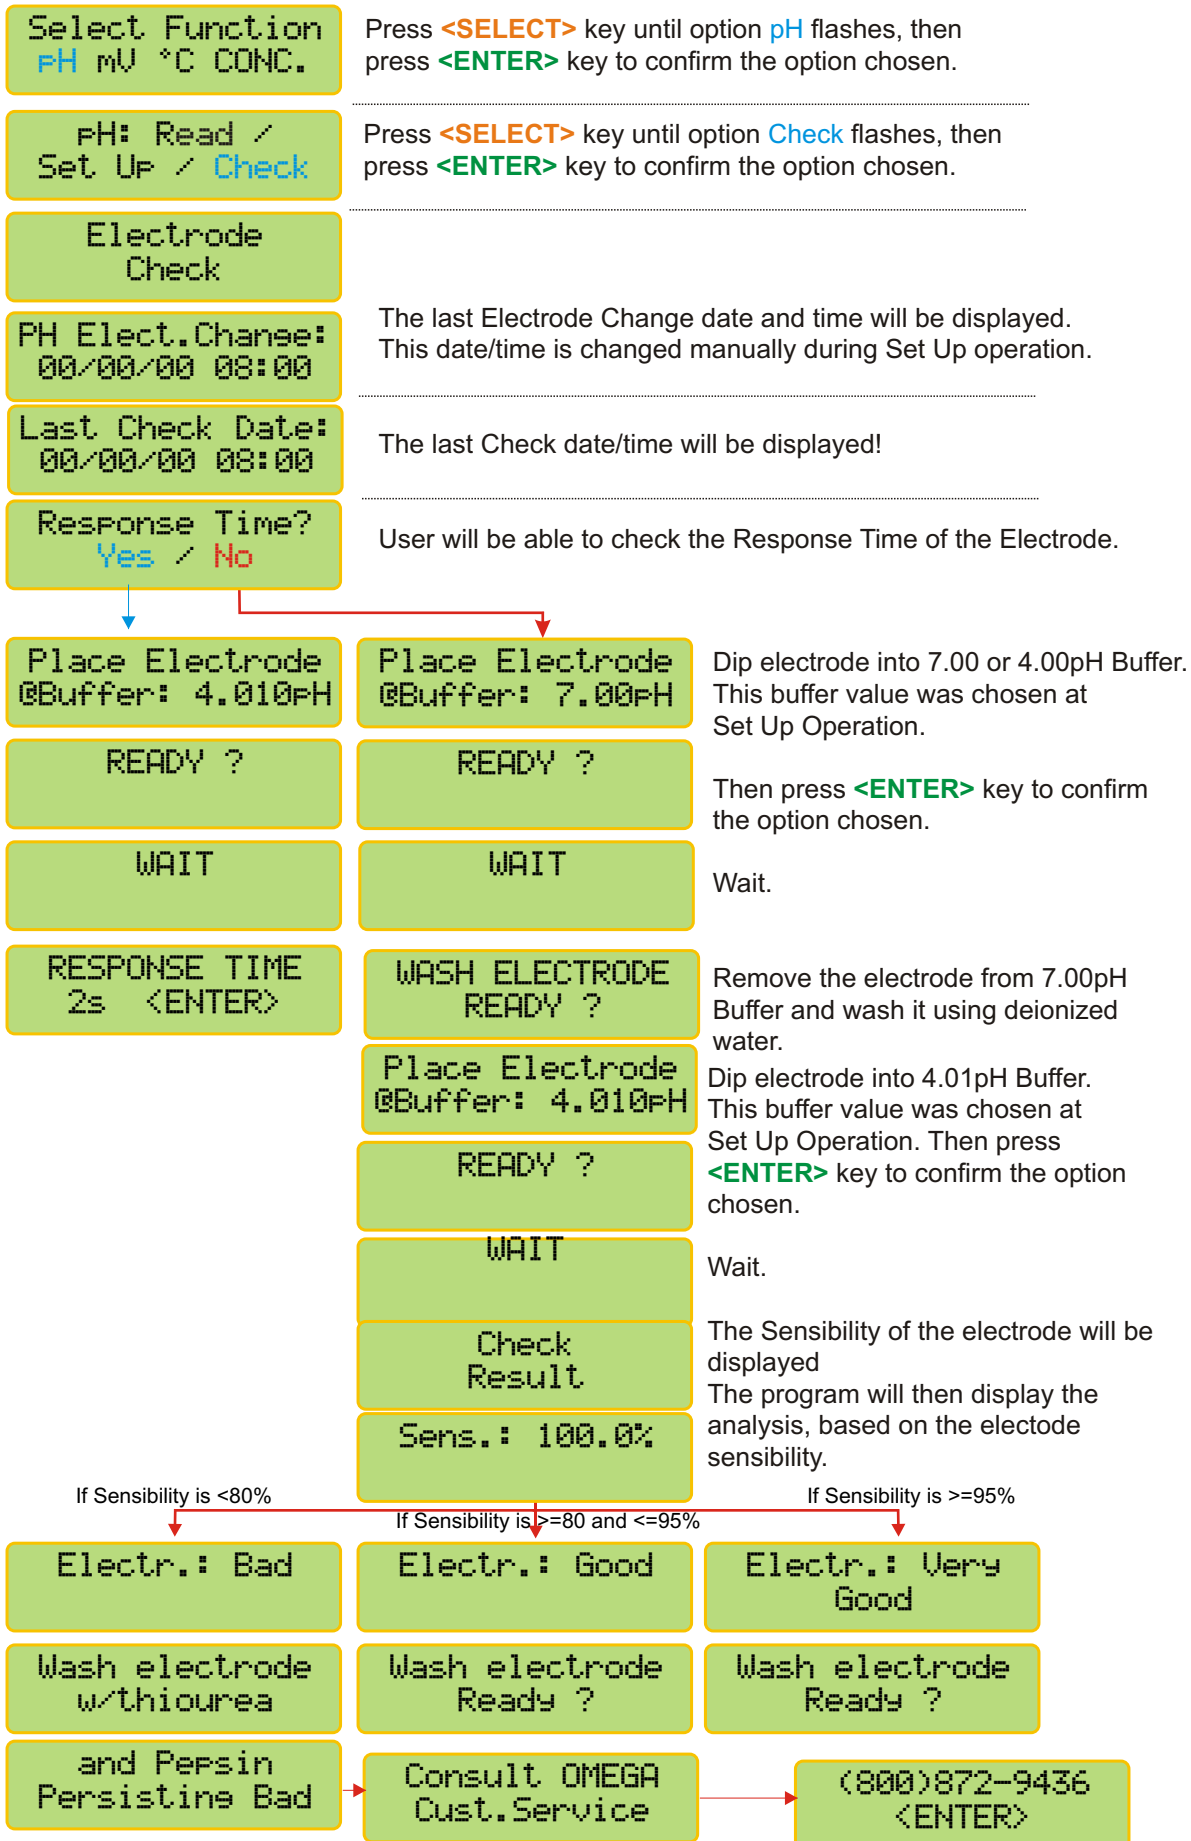 Select Function
pH mV °C CONC.
Press <SELECT> key until option pH flashes, then
press <ENTER> key to confirm the option chosen.
pH: Read /
Set Up / Check
Press <SELECT> key until option Check flashes, then
press <ENTER> key to confirm the option chosen.
Electrode
Check
PH Elect.Change:
00/00/00 08:00
The last Electrode Change date and time will be displayed.
This date/time is changed manually during Set Up operation.
Last Check Date:
00/00/00 08:00
The last Check date/time will be displayed!
Response Time?
Yes / No
User will be able to check the Response Time of the Electrode.
Place Electrode
@Buffer: 4.010pH
Place Electrode
@Buffer: 7.00pH
Dip electrode into 7.00 or 4.00pH Buffer.
This buffer value was chosen at
Set Up Operation.
READY ?
READY ?
Then press <ENTER> key to confirm
the option chosen.
WAIT
WAIT
Wait.
RESPONSE TIME
2s <ENTER>
WASH ELECTRODE
READY ?
Remove the electrode from 7.00pH
Buffer and wash it using deionized
water.
Place Electrode
@Buffer: 4.010pH
Dip electrode into 4.01pH Buffer.
This buffer value was chosen at
Set Up Operation. Then press
<ENTER> key to confirm the option
chosen.
READY ?
WAIT
Wait.
Check
Result
The Sensibility of the electrode will be
displayed
The program will then display the
analysis, based on the electode
sensibility.
Sens.: 100.0%
If Sensibility is <80%
If Sensibility is >=80 and <=95%
If Sensibility is >=95%
Electr.: Bad
Electr.: Good
Electr.: Very
Good
Wash electrode
w/thiourea
Wash electrode
Ready ?
Wash electrode
Ready ?
and Pepsin
Persisting Bad
Consult OMEGA
Cust.Service
(800)872-9436
<ENTER>